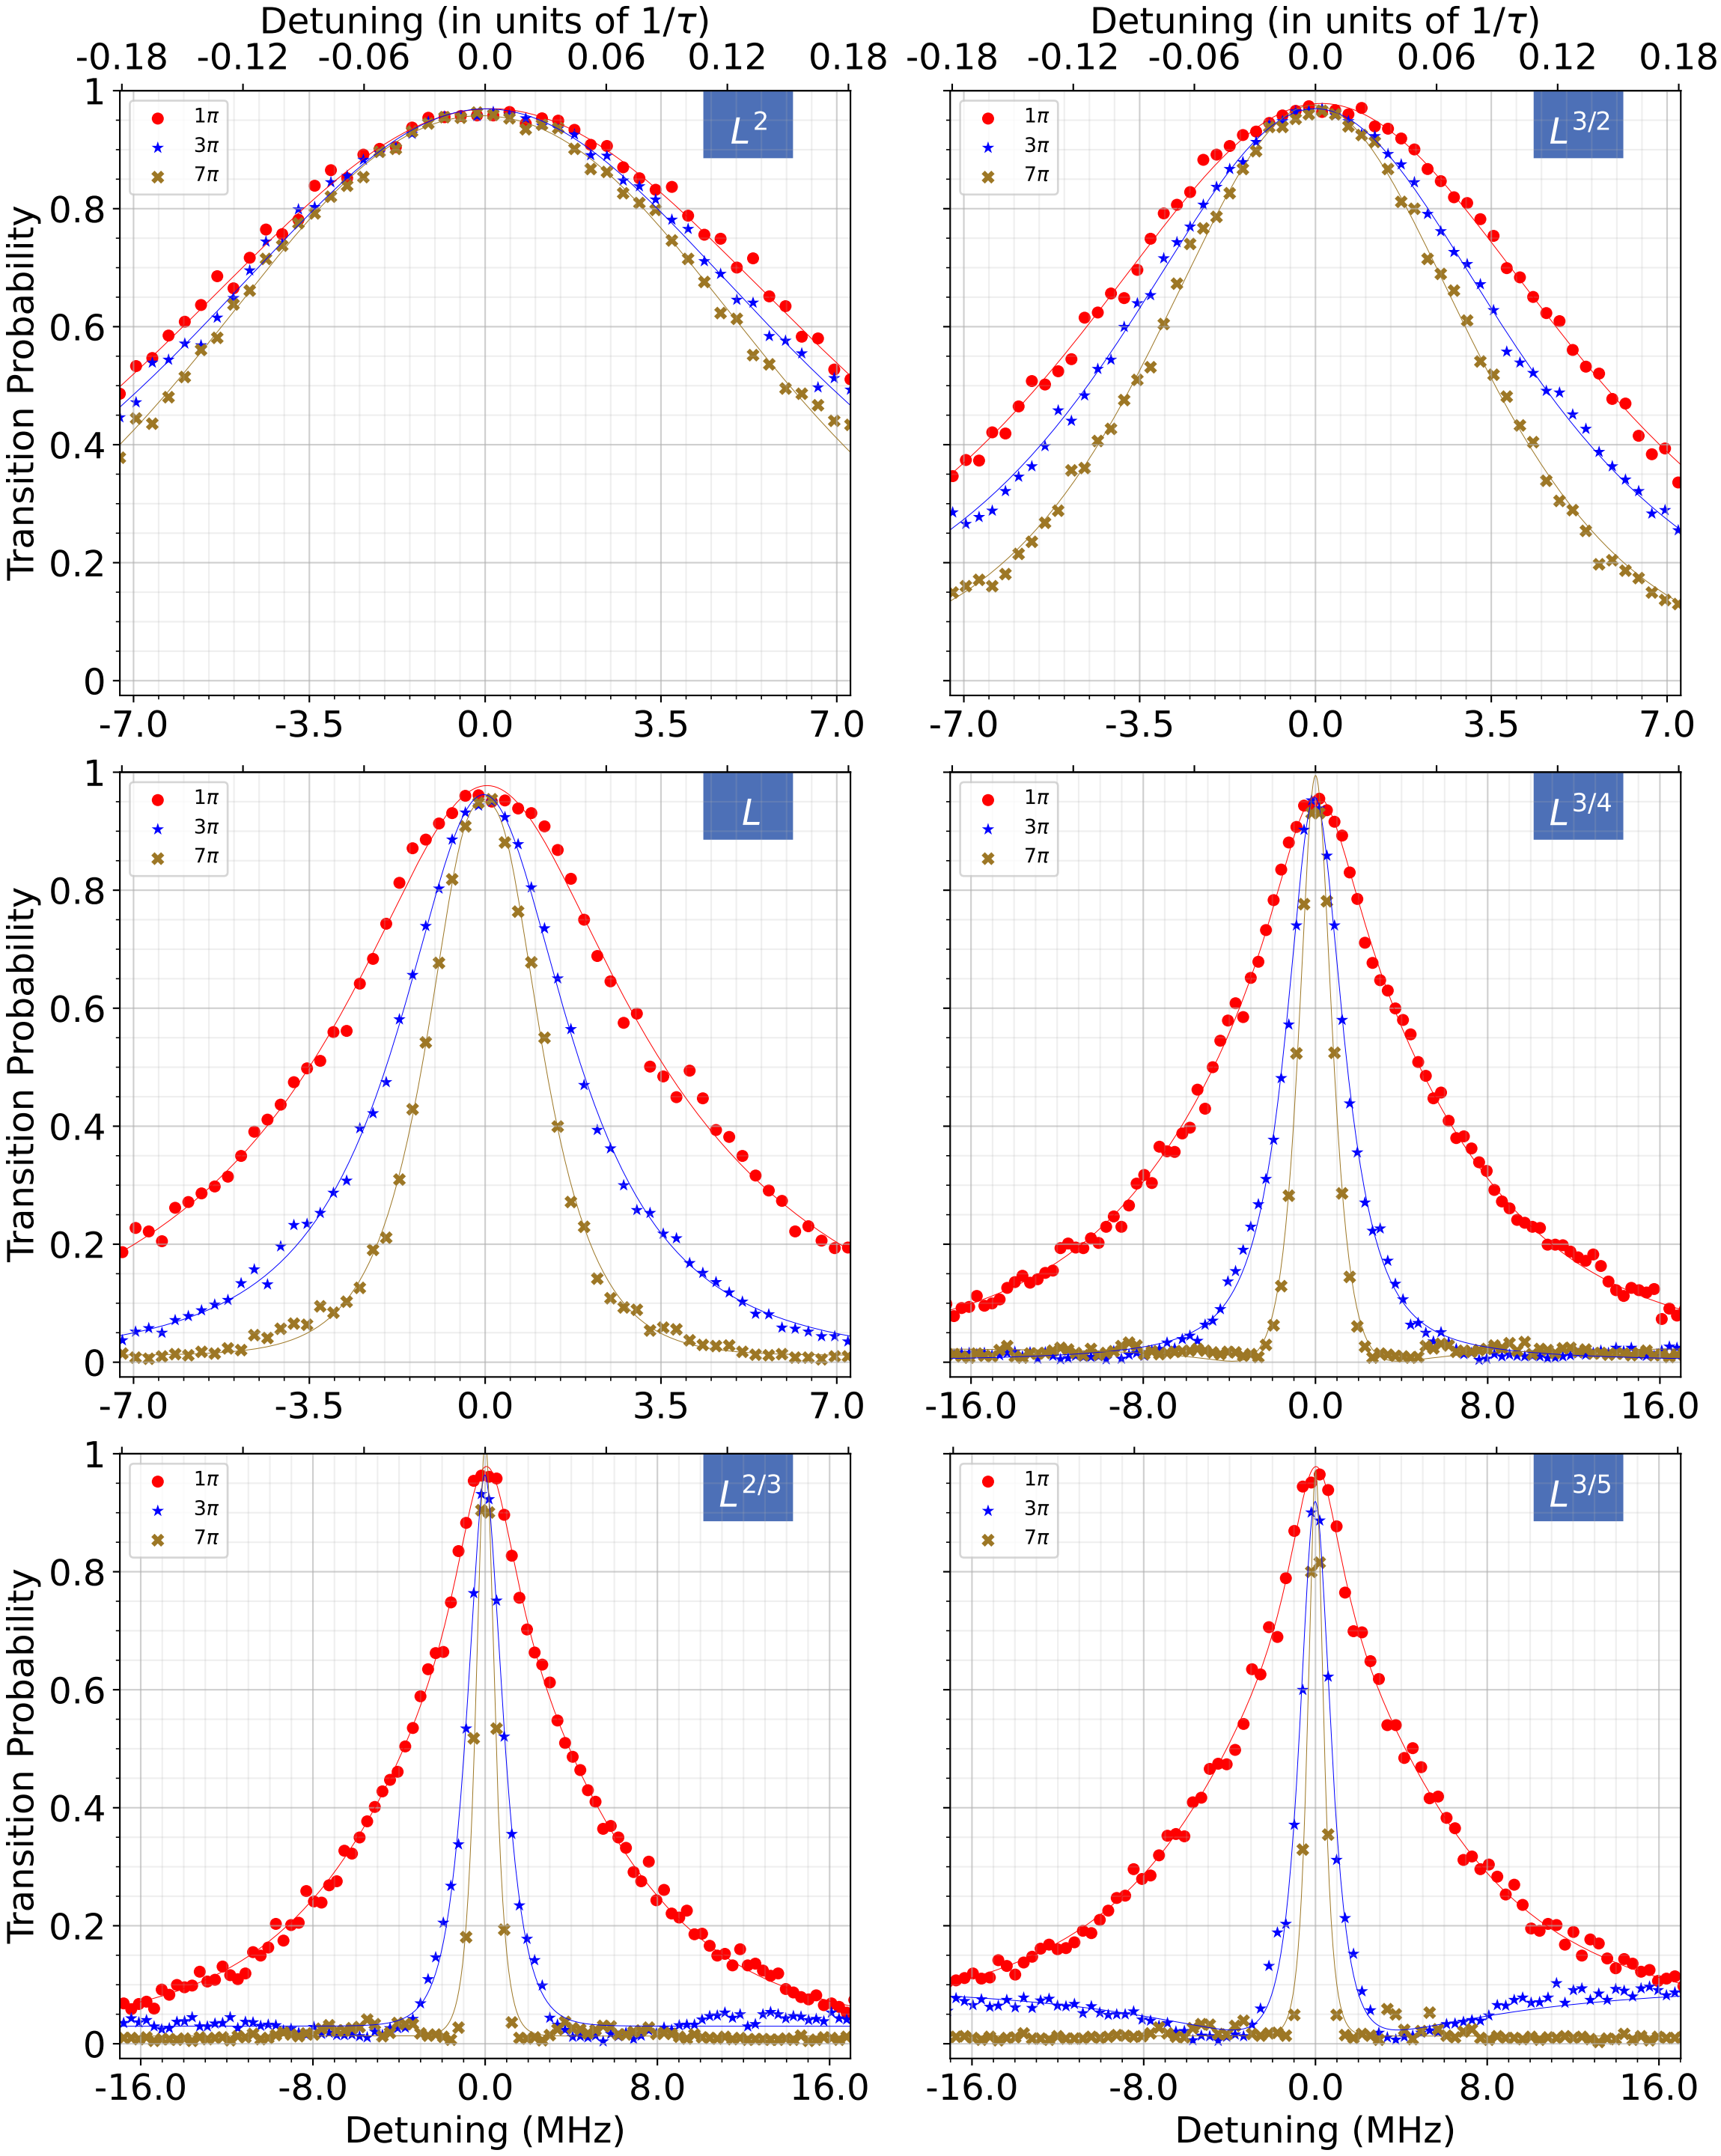 Detuning (in units of 1/τ) Detuning (in units of 1/τ)
-0.18 -0.12 -0.06 0.0 0.06 0.12 0.18 -0.18 -0.12 -0.06 0.0 0.06 0.12 0.18
Transition Probability
1
0.8
0.6
0.4
0.2
0
1π
3π
7π
L^2
-7.0 -3.5 0.0 3.5 7.0
1π
3π
7π
L^3/2
-7.0 -3.5 0.0 3.5 7.0
Transition Probability
1
0.8
0.6
0.4
0.2
0
1π
3π
7π
L
-7.0 -3.5 0.0 3.5 7.0
1π
3π
7π
L^3/4
-16.0 -8.0 0.0 8.0 16.0
Transition Probability
1
0.8
0.6
0.4
0.2
0
1π
3π
7π
L^2/3
-16.0 -8.0 0.0 8.0 16.0
Detuning (MHz)
1π
3π
7π
L^3/5
-16.0 -8.0 0.0 8.0 16.0
Detuning (MHz)